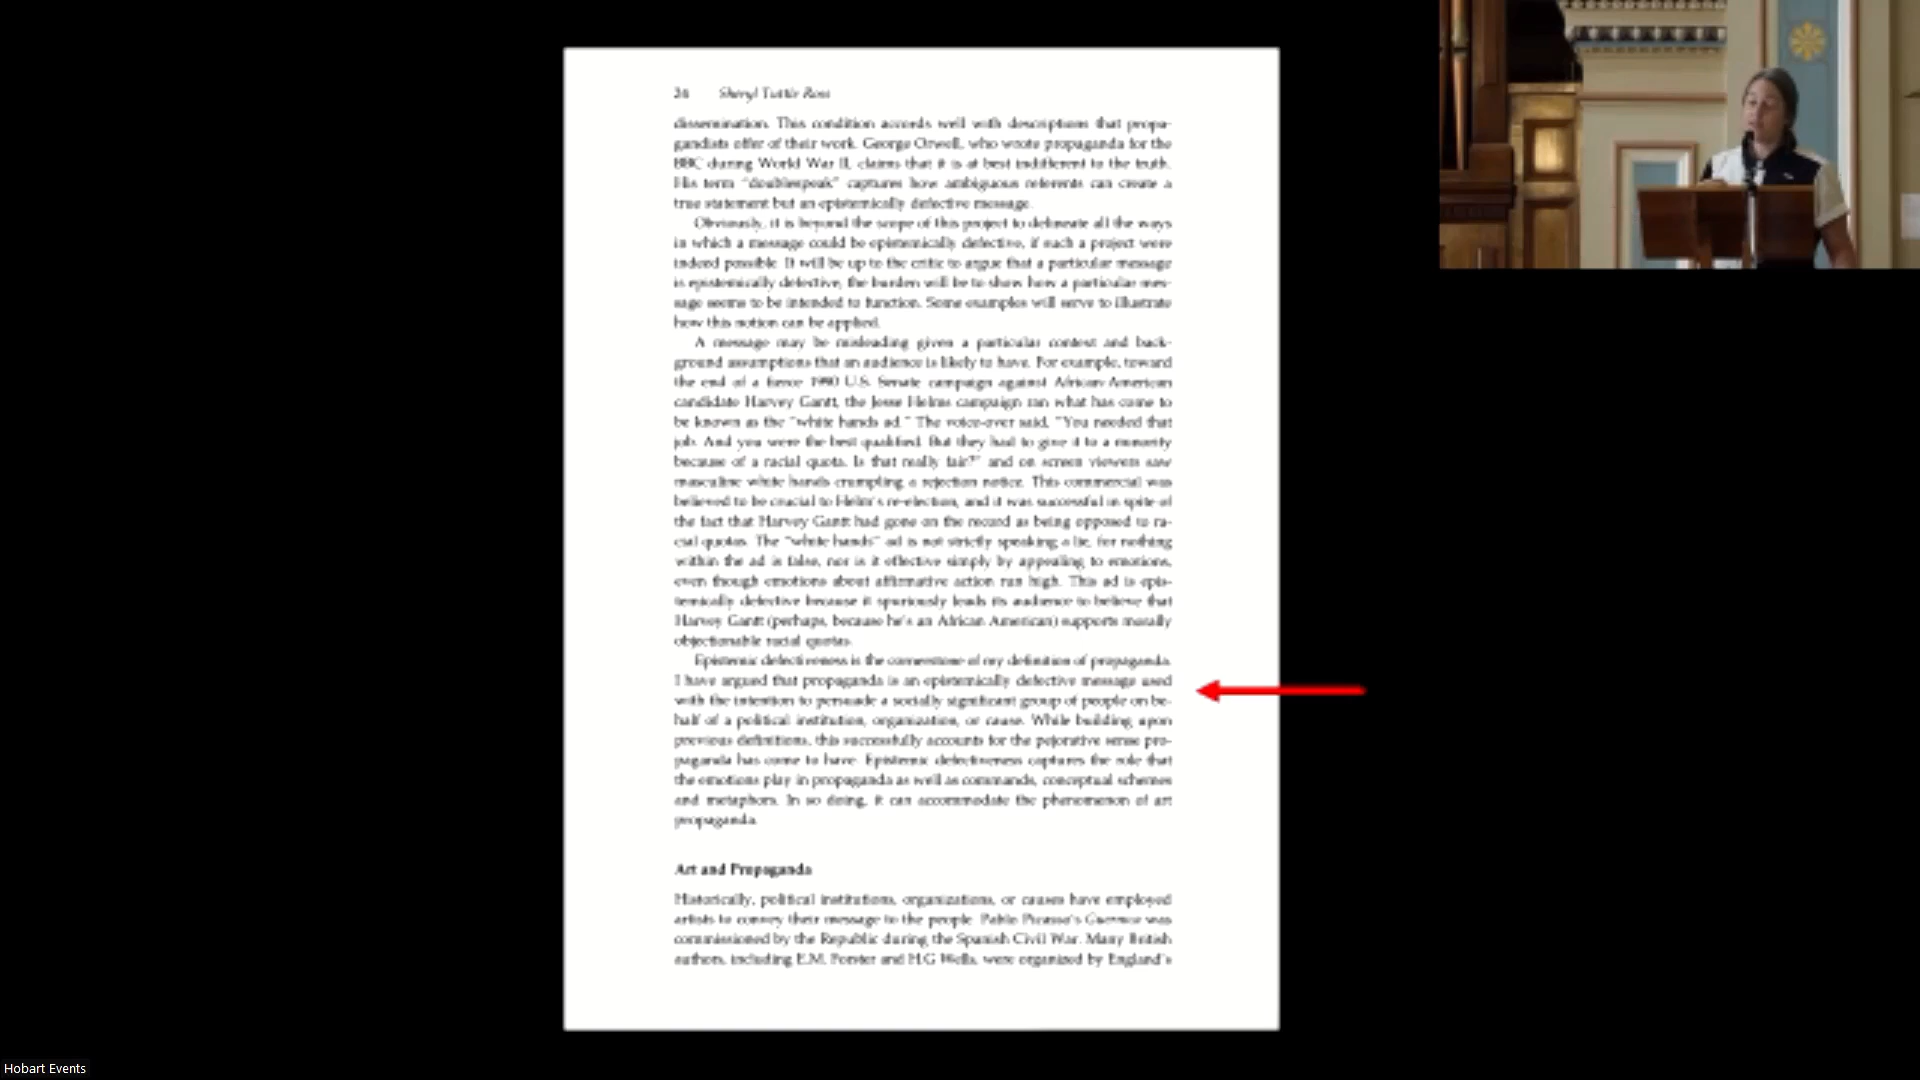 24 Sheryl Tuttle Ross
dissemination. This condition accords well with descriptions that propa-
gandists offer of their work. George Orwell, who wrote propaganda for the
BBC during World War II, claims that it is at best indifferent to the truth.
His term "doublespeak" captures how ambiguous referents can create a
true statement but an epistemically defective message.
Obviously, it is beyond the scope of this project to delineate all the ways
in which a message could be epistemically defective, if such a project were
indeed possible. It will be up to the critic to argue that a particular message
is epistemically defective; the burden will be to show how a particular mes-
sage seems to be intended to function. Some examples will serve to illustrate
how this notion can be applied.
A message may be misleading given a particular context and back-
ground assumptions that an audience is likely to have. For example, toward
the end of a fierce 1990 U.S. Senate campaign against African-American
candidate Harvey Gantt, the Jesse Helms campaign ran what has come to
be known as the "white hands ad." The voice-over said, "You needed that
job. And you were the best qualified. But they had to give it to a minority
because of a racial quota. Is that really fair?" and on screen viewers saw
masculine white hands crumpling a rejection notice. This commercial was
believed to be crucial to Helm's re-election, and it was successful in spite of
the fact that Harvey Gantt had gone on the record as being opposed to ra-
cial quotas. The "white hands" ad is not strictly speaking a lie, for nothing
within the ad is false, nor is it effective simply by appealing to emotions,
even though emotions about affirmative action run high. This ad is epis-
temically defective because it spuriously leads its audience to believe that
Harvey Gantt (perhaps, because he's an African American) supports morally
objectionable racial quotas.
Epistemic defectiveness is the cornerstone of my definition of propaganda.
I have argued that propaganda is an epistemically defective message used
with the intention to persuade a socially significant group of people on be-
half of a political institution, organization, or cause. While building upon
previous definitions, this successfully accounts for the pejorative sense pro-
paganda has come to have. Epistemic defectiveness captures the role that
the emotions play in propaganda as well as commands, conceptual schemes
and metaphors. In so doing, it can accommodate the phenomenon of art
propaganda.
Art and Propaganda
Historically, political institutions, organizations, or causes have employed
artists to convey their message to the people. Pablo Picasso's Guernica was
commissioned by the Republic during the Spanish Civil War. Many British
authors, including E.M. Forster and H.G Wells, were organized by England's
Hobart Events